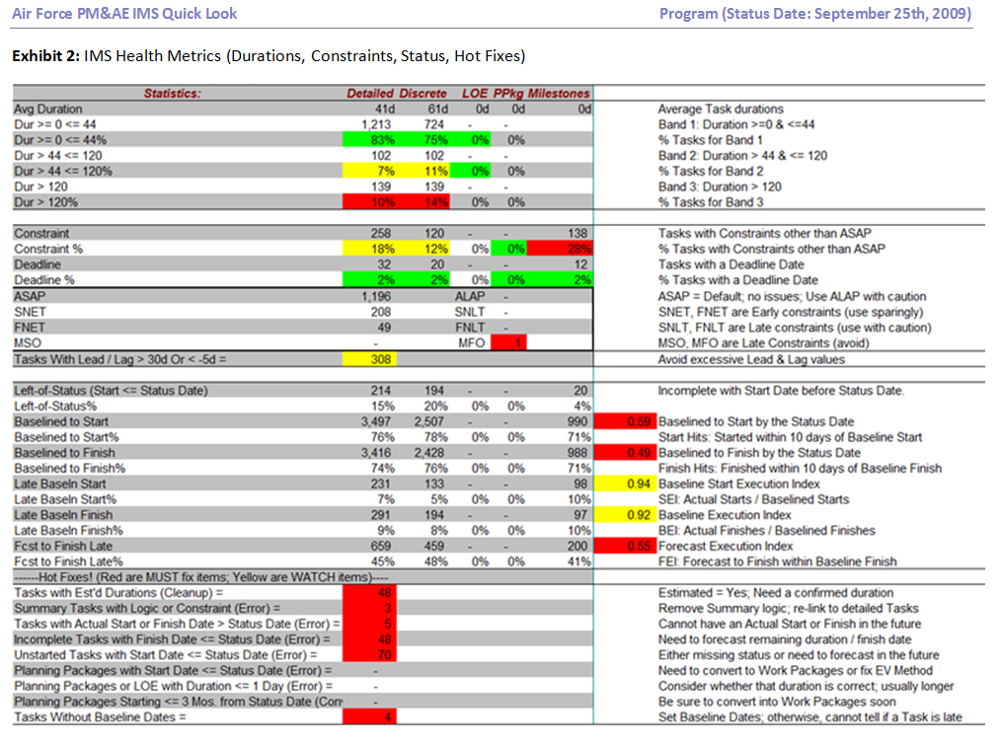 Air Force PM&AE IMS Quick Look Program (Status Date: September 25th, 2009)
Exhibit 2: IMS Health Metrics (Durations, Constraints, Status, Hot Fixes)
Statistics: Detailed Discrete LOE PPkg Milestones
Avg Duration 41d 61d 0d 0d 0d Average Task durations
Dur >= 0 <= 44 1,213 724 - - Band 1: Duration >=0 & <=44
Dur >= 0 <= 44% 83% 75% 0% 0% % Tasks for Band 1
Dur > 44 <= 120 102 102 - - Band 2: Duration > 44 & <= 120
Dur > 44 <= 120% 7% 11% 0% 0% % Tasks for Band 2
Dur > 120 139 139 - - Band 3: Duration > 120
Dur > 120% 10% 14% 0% 0% % Tasks for Band 3
Constraint 258 120 - - 138 Tasks with Constraints other than ASAP
Constraint % 18% 12% 0% 0% 28% % Tasks with Constraints other than ASAP
Deadline 32 20 - - 12 Tasks with a Deadline Date
Deadline % 2% 2% 0% 0% 2% % Tasks with a Deadline Date
ASAP 1,196 ALAP - ASAP = Default; no issues; Use ALAP with caution
SNET 208 SNLT - SNET, FNET are Early constraints (use sparingly)
FNET 49 FNLT - SNLT, FNLT are Late constraints (use with caution)
MSO - MFO 1 MSO, MFO are Late Constraints (avoid)
Tasks With Lead / Lag > 30d Or < -5d = 308 Avoid excessive Lead & Lag values
Left-of-Status (Start <= Status Date) 214 194 - - 20 Incomplete with Start Date before Status Date.
Left-of-Status% 15% 20% 0% 0% 4%
Baselined to Start 3,497 2,507 - - 990 0.59 Baselined to Start by the Status Date
Baselined to Start% 76% 78% 0% 0% 71% Start Hits: Started within 10 days of Baseline Start
Baselined to Finish 3,416 2,428 - - 988 0.49 Baselined to Finish by the Status Date
Baselined to Finish% 74% 76% 0% 0% 71% Finish Hits: Finished within 10 days of Baseline Finish
Late Baseln Start 231 133 - - 98 0.94 Baseline Start Execution Index
Late Baseln Start% 7% 5% 0% 0% 10% SEI: Actual Starts / Baselined Starts
Late Baseln Finish 291 194 - - 97 0.92 Baseline Execution Index
Late Baseln Finish% 9% 8% 0% 0% 10% BEI: Actual Finishes / Baselined Finishes
Fcst to Finish Late 659 459 - - 200 0.55 Forecast Execution Index
Fcst to Finish Late% 45% 48% 0% 0% 41% FEI: Forecast to Finish within Baseline Finish
------Hot Fixes! (Red are MUST fix items; Yellow are WATCH items)----
Tasks with Est'd Durations (Cleanup) = 48 Estimated = Yes; Need a confirmed duration
Summary Tasks with Logic or Constraint (Error) = 3 Remove Summary logic; re-link to detailed Tasks
Tasks with Actual Start or Finish Date > Status Date (Error) = 5 Cannot have an Actual Start or Finish in the future
Incomplete Tasks with Finish Date <= Status Date (Error) = 48 Need to forecast remaining duration / finish date
Unstarted Tasks with Start Date <= Status Date (Error) = 70 Either missing status or need to forecast in the future
Planning Packages with Start Date <= Status Date (Error) = - Need to convert to Work Packages or fix EV Method
Planning Packages or LOE with Duration <= 1 Day (Error) = - Consider whether that duration is correct; usually longer
Planning Packages Starting <= 3 Mos. from Status Date (Con - Be sure to convert into Work Packages soon
Tasks Without Baseline Dates = 4 Set Baseline Dates; otherwise, cannot tell if a Task is late